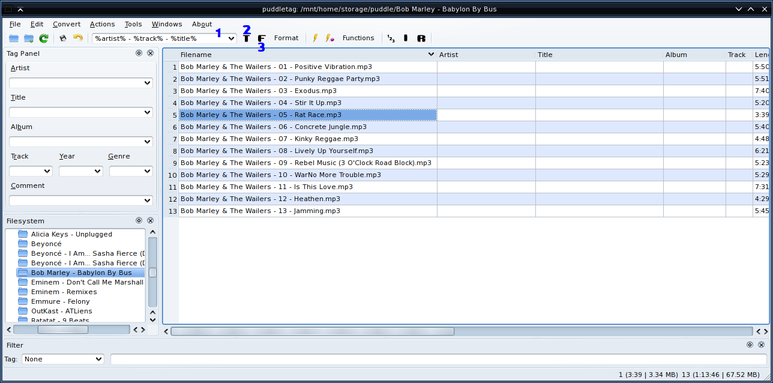 puddletag: /mnt/home/storage/puddle/Bob Marley - Babylon By Bus
File Edit Convert Actions Tools Windows About
1 2 3
%artist% - %track% - %title% T F Format Functions
Tag Panel
Artist
Title
Album
Track Year Genre
Comment
Filesystem
Alicia Keys - Unplugged
Beyoncé
Beyoncé - I Am... Sasha Fierce (D
Beyoncé - I Am... Sasha Fierce (D
Bob Marley - Babylon By Bus
Eminem - Don't Call Me Marshall
Eminem - Remixes
Emmure - Felony
OutKast - ATLiens
Ratatat - 9 Beats
Filename Artist Title Album Track Len
1 Bob Marley & The Wailers - 01 - Positive Vibration.mp3 5:50
2 Bob Marley & The Wailers - 02 - Punky Reggae Party.mp3 5:51
3 Bob Marley & The Wailers - 03 - Exodus.mp3 7:40
4 Bob Marley & The Wailers - 04 - Stir It Up.mp3 5:20
5 Bob Marley & The Wailers - 05 - Rat Race.mp3 3:39
6 Bob Marley & The Wailers - 06 - Concrete Jungle.mp3 5:40
7 Bob Marley & The Wailers - 07 - Kinky Reggae.mp3 4:48
8 Bob Marley & The Wailers - 08 - Lively Up Yourself.mp3 6:21
9 Bob Marley & The Wailers - 09 - Rebel Music (3 O'Clock Road Block).mp3 5:23
10 Bob Marley & The Wailers - 10 - WarNo More Trouble.mp3 5:29
11 Bob Marley & The Wailers - 11 - Is This Love.mp3 7:31
12 Bob Marley & The Wailers - 12 - Heathen.mp3 4:29
13 Bob Marley & The Wailers - 13 - Jamming.mp3 5:45
Filter
Tag: None
1 (3:39 | 3.34 MB) 13 (1:13:46 | 67.52 MB)